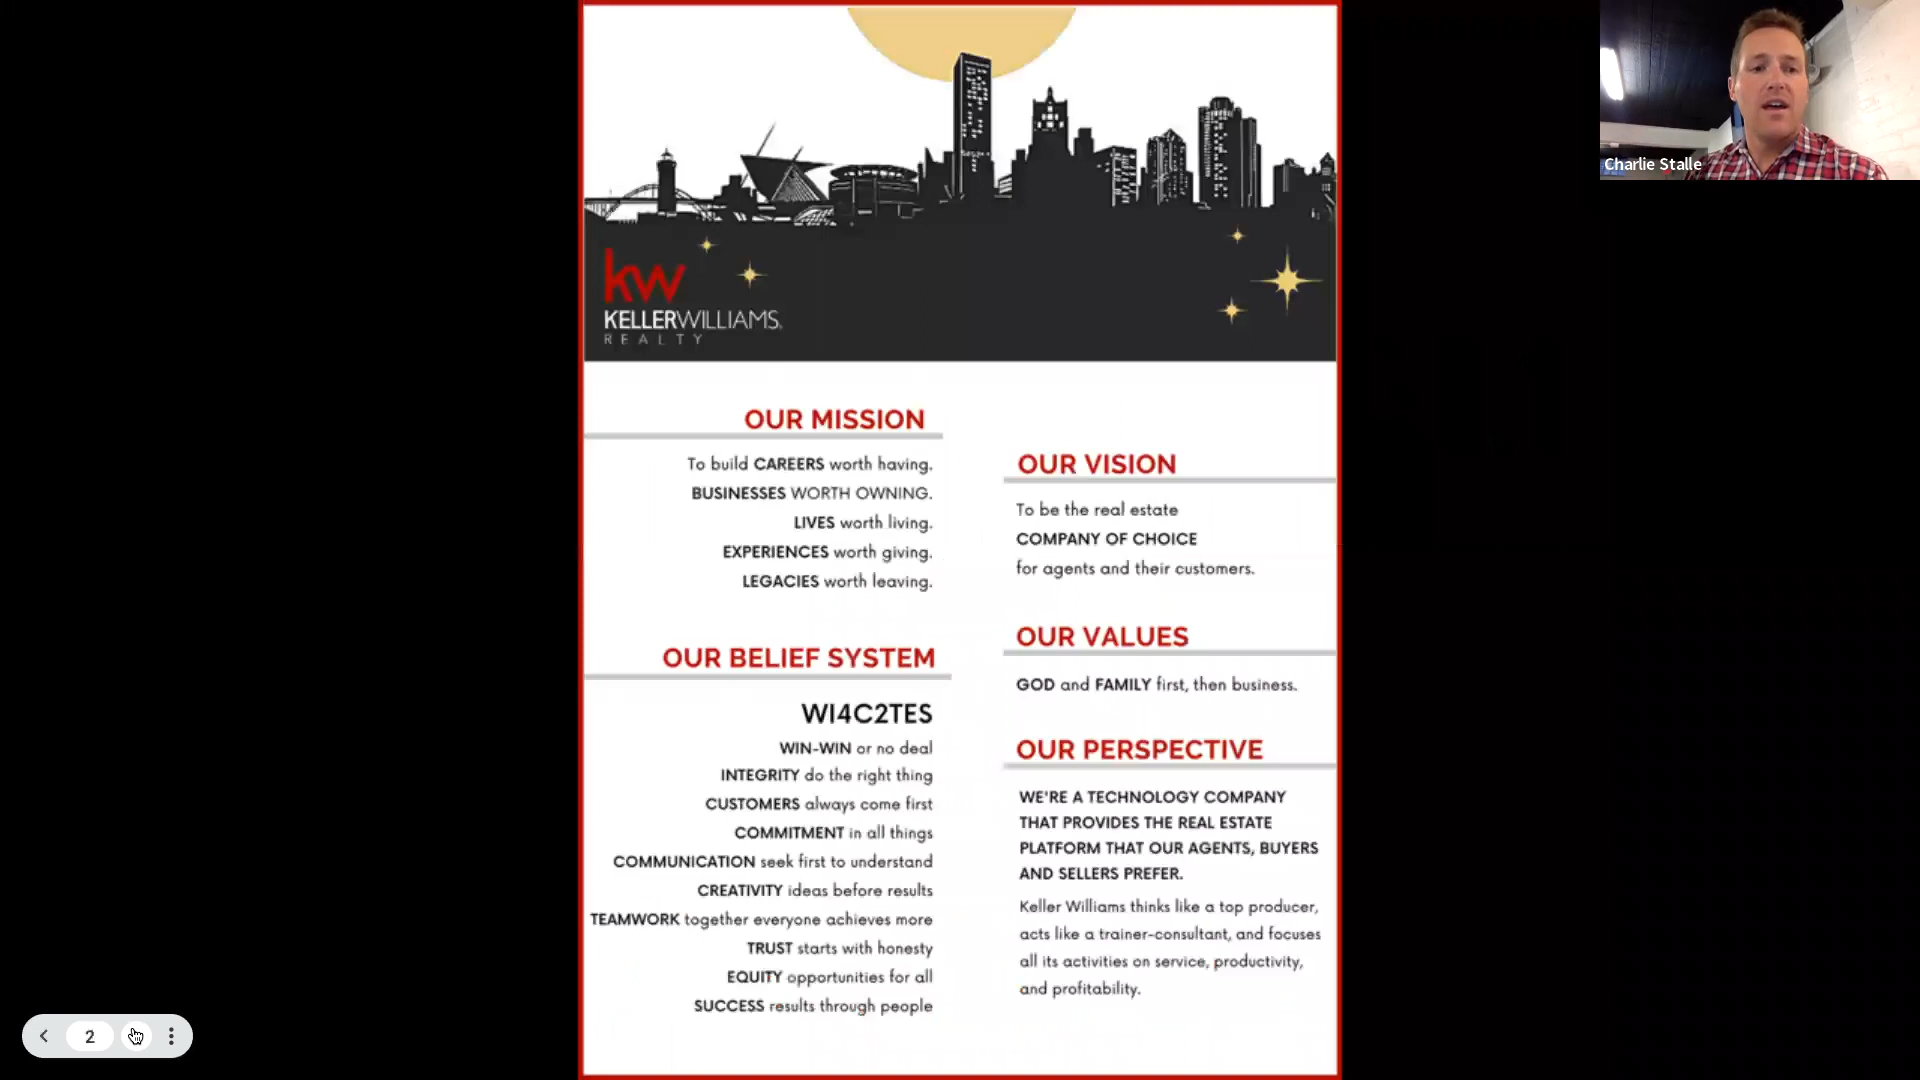 kw
KELLERWILLIAMS.
REALTY
OUR MISSION
To build CAREERS worth having.
BUSINESSES WORTH OWNING.
LIVES worth living.
EXPERIENCES worth giving.
LEGACIES worth leaving.
OUR BELIEF SYSTEM
WI4C2TES
WIN-WIN or no deal
INTEGRITY do the right thing
CUSTOMERS always come first
COMMITMENT in all things
COMMUNICATION seek first to understand
CREATIVITY ideas before results
TEAMWORK together everyone achieves more
TRUST starts with honesty
EQUITY opportunities for all
SUCCESS results through people
OUR VISION
To be the real estate
COMPANY OF CHOICE
for agents and their customers.
OUR VALUES
GOD and FAMILY first, then business.
OUR PERSPECTIVE
WE'RE A TECHNOLOGY COMPANY
THAT PROVIDES THE REAL ESTATE
PLATFORM THAT OUR AGENTS, BUYERS
AND SELLERS PREFER.
Keller Williams thinks like a top producer,
acts like a trainer-consultant, and focuses
all its activities on service, productivity,
and profitability.
Charlie Stalle
2